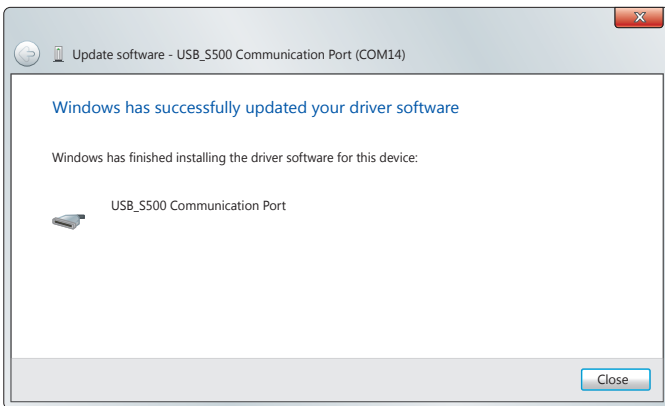 X
Update software - USB_S500 Communication Port (COM14)
Windows has successfully updated your driver software
Windows has finished installing the driver software for this device:
USB_S500 Communication Port
Close